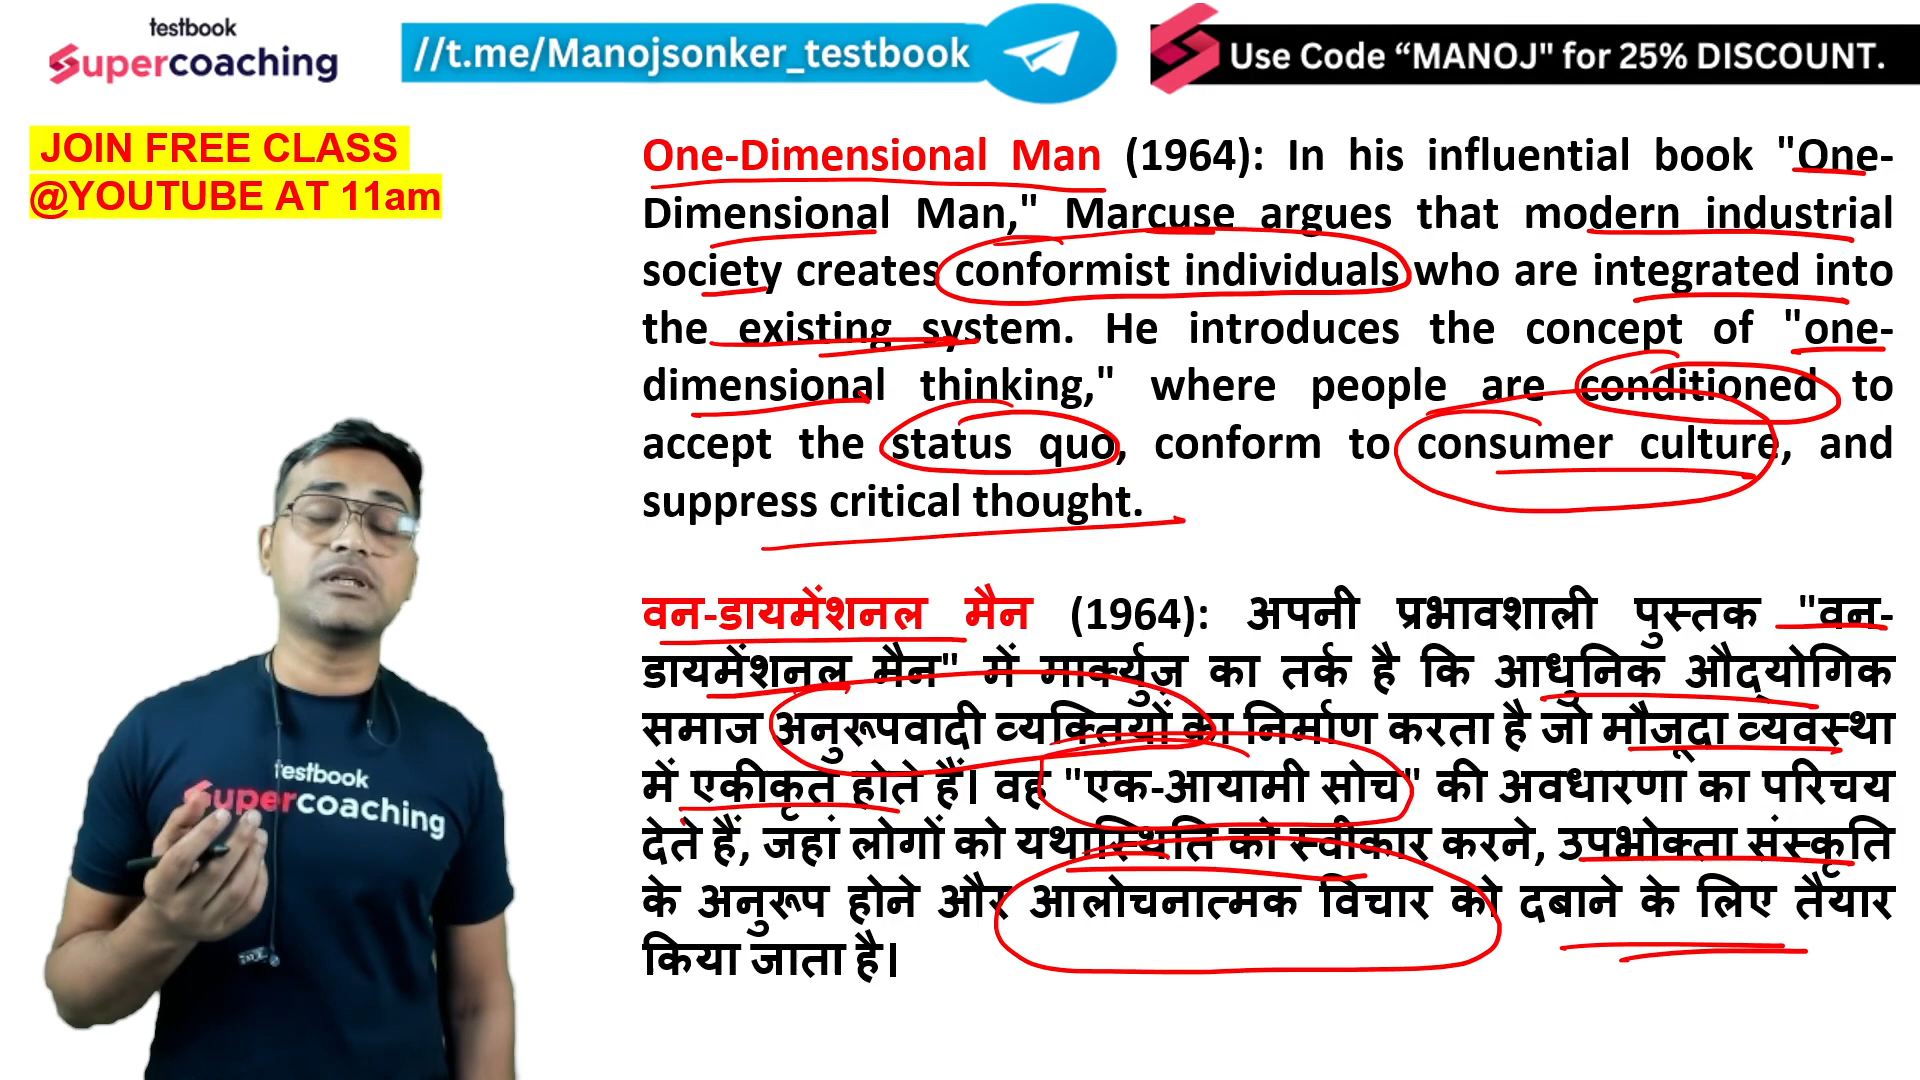 testbook
Supercoaching
//t.me/Manojsonker_testbook
Use Code “MANOJ" for 25% DISCOUNT.
JOIN FREE CLASS
@YOUTUBE AT 11am
One-Dimensional Man (1964): In his influential book "One-
Dimensional Man," Marcuse argues that modern industrial
society creates conformist individuals who are integrated into
the existing system. He introduces the concept of "one-
dimensional thinking," where people are conditioned to
accept the status quo, conform to consumer culture, and
suppress critical thought.
वन-डायमेंशनल मैन (1964): अपनी प्रभावशाली पुस्तक "वन-
डायमेंशनल मैन" में मार्क्युज़ का तर्क है कि आधुनिक औद्योगिक
समाज अनुरूपवादी व्यक्तियों का निर्माण करता है जो मौजूदा व्यवस्था
में एकीकृत होते हैं। वह "एक-आयामी सोच" की अवधारणा का परिचय
देते हैं, जहां लोगों को यथास्थिति को स्वीकार करने, उपभोक्ता संस्कृति
के अनुरूप होने और आलोचनात्मक विचार को दबाने के लिए तैयार
किया जाता है।
testbook
Supercoaching